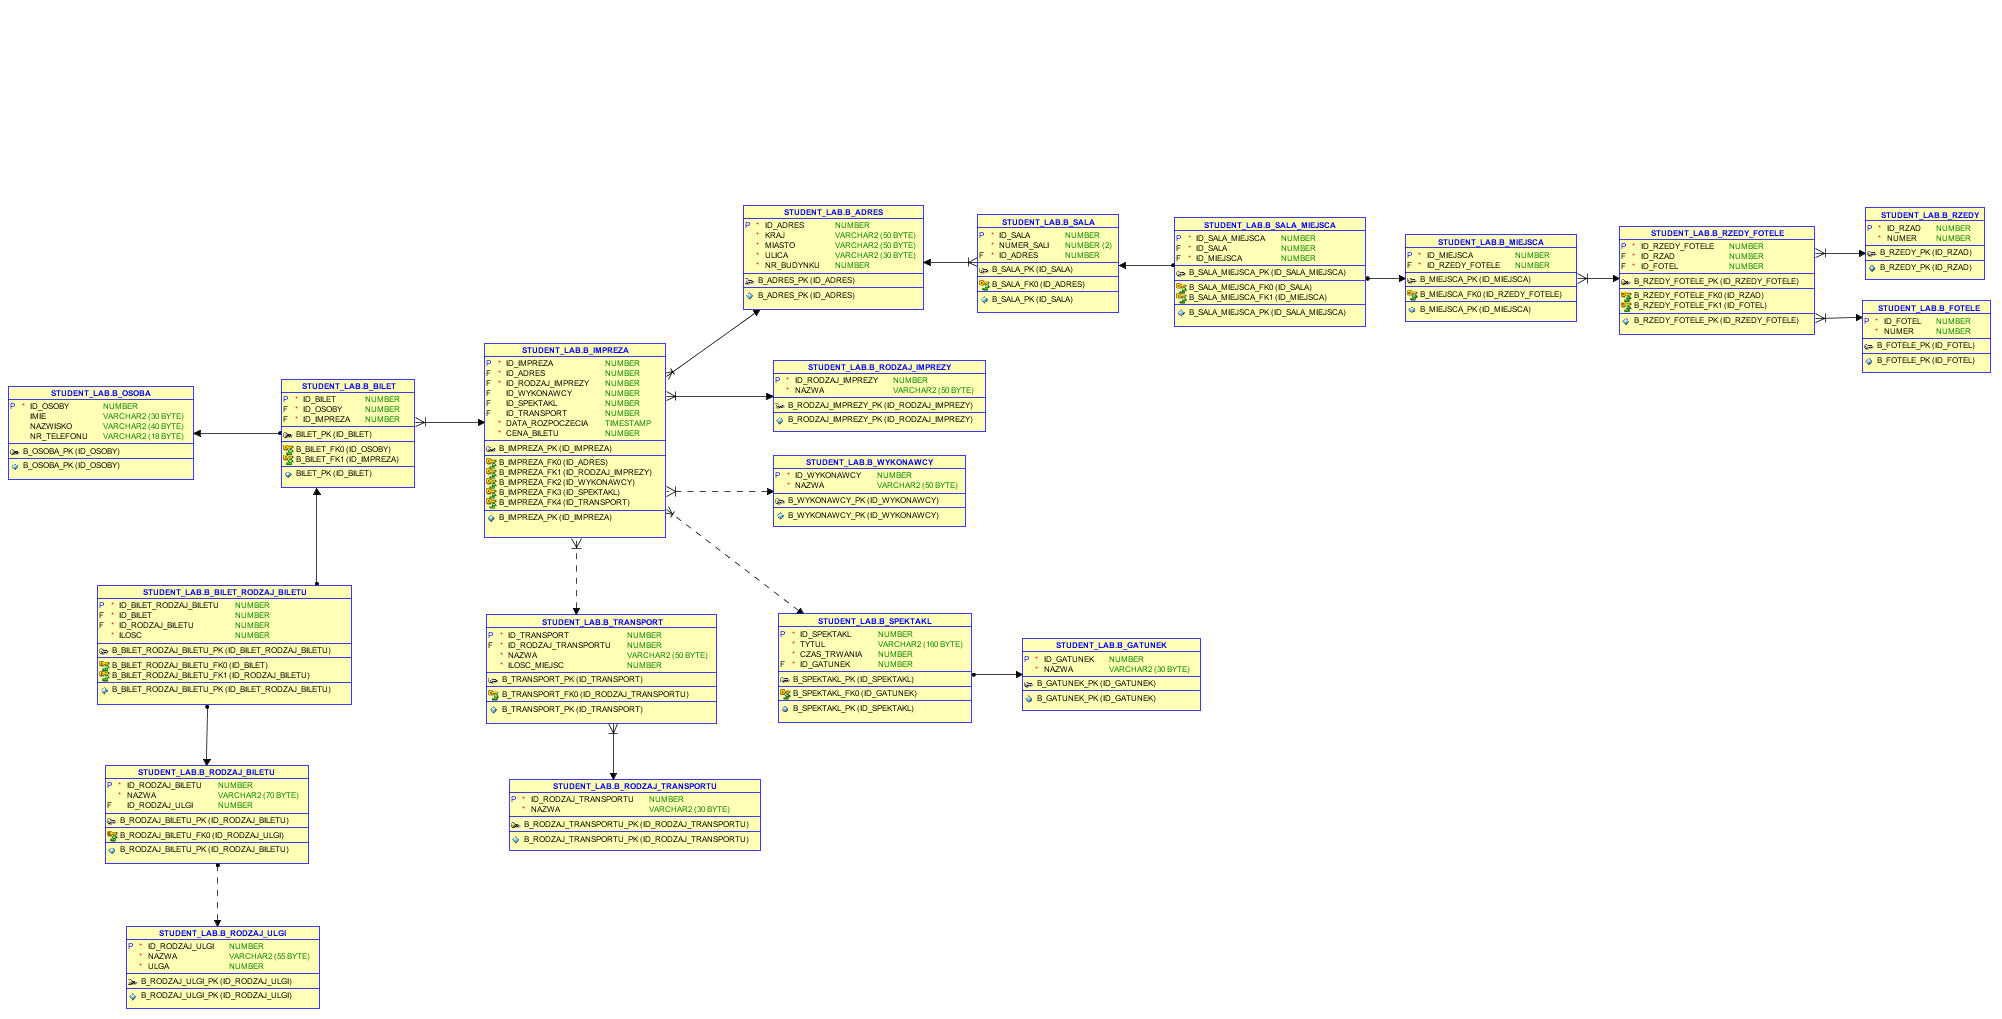 STUDENT_LAB.B_OSOBA
P * ID_OSOBY NUMBER
IMIE VARCHAR2 (30 BYTE)
NAZWISKO VARCHAR2 (40 BYTE)
NR_TELEFONU VARCHAR2 (18 BYTE)
B_OSOBA_PK (ID_OSOBY)
B_OSOBA_PK (ID_OSOBY)
STUDENT_LAB.B_BILET
P * ID_BILET NUMBER
F * ID_OSOBY NUMBER
F * ID_IMPREZA NUMBER
BILET_PK (ID_BILET)
B_BILET_FK0 (ID_OSOBY)
B_BILET_FK1 (ID_IMPREZA)
BILET_PK (ID_BILET)
STUDENT_LAB.B_IMPREZA
P * ID_IMPREZA NUMBER
F * ID_ADRES NUMBER
F * ID_RODZAJ_IMPREZY NUMBER
F ID_WYKONAWCY NUMBER
F ID_SPEKTAKL NUMBER
F ID_TRANSPORT NUMBER
* DATA_ROZPOCZECIA TIMESTAMP
* CENA_BILETU NUMBER
B_IMPREZA_PK (ID_IMPREZA)
B_IMPREZA_FK0 (ID_ADRES)
B_IMPREZA_FK1 (ID_RODZAJ_IMPREZY)
B_IMPREZA_FK2 (ID_WYKONAWCY)
B_IMPREZA_FK3 (ID_SPEKTAKL)
B_IMPREZA_FK4 (ID_TRANSPORT)
B_IMPREZA_PK (ID_IMPREZA)
STUDENT_LAB.B_ADRES
P * ID_ADRES NUMBER
* KRAJ VARCHAR2 (50 BYTE)
* MIASTO VARCHAR2 (50 BYTE)
* ULICA VARCHAR2 (30 BYTE)
* NR_BUDYNKU NUMBER
B_ADRES_PK (ID_ADRES)
B_ADRES_PK (ID_ADRES)
STUDENT_LAB.B_SALA
P * ID_SALA NUMBER
* NUMER_SALI NUMBER (2)
F * ID_ADRES NUMBER
B_SALA_PK (ID_SALA)
B_SALA_FK0 (ID_ADRES)
B_SALA_PK (ID_SALA)
STUDENT_LAB.B_SALA_MIEJSCA
P * ID_SALA_MIEJSCA NUMBER
F * ID_SALA NUMBER
F * ID_MIEJSCA NUMBER
B_SALA_MIEJSCA_PK (ID_SALA_MIEJSCA)
B_SALA_MIEJSCA_FK0 (ID_SALA)
B_SALA_MIEJSCA_FK1 (ID_MIEJSCA)
B_SALA_MIEJSCA_PK (ID_SALA_MIEJSCA)
STUDENT_LAB.B_MIEJSCA
P * ID_MIEJSCA NUMBER
F * ID_RZEDY_FOTELE NUMBER
B_MIEJSCA_PK (ID_MIEJSCA)
B_MIEJSCA_FK0 (ID_RZEDY_FOTELE)
B_MIEJSCA_PK (ID_MIEJSCA)
STUDENT_LAB.B_RZEDY_FOTELE
P * ID_RZEDY_FOTELE NUMBER
F * ID_RZAD NUMBER
F * ID_FOTEL NUMBER
B_RZEDY_FOTELE_PK (ID_RZEDY_FOTELE)
B_RZEDY_FOTELE_FK0 (ID_RZAD)
B_RZEDY_FOTELE_FK1 (ID_FOTEL)
B_RZEDY_FOTELE_PK (ID_RZEDY_FOTELE)
STUDENT_LAB.B_RZEDY
P * ID_RZAD NUMBER
* NUMER NUMBER
B_RZEDY_PK (ID_RZAD)
B_RZEDY_PK (ID_RZAD)
STUDENT_LAB.B_FOTELE
P * ID_FOTEL NUMBER
* NUMER NUMBER
B_FOTELE_PK (ID_FOTEL)
B_FOTELE_PK (ID_FOTEL)
STUDENT_LAB.B_RODZAJ_IMPREZY
P * ID_RODZAJ_IMPREZY NUMBER
* NAZWA VARCHAR2 (50 BYTE)
B_RODZAJ_IMPREZY_PK (ID_RODZAJ_IMPREZY)
B_RODZAJ_IMPREZY_PK (ID_RODZAJ_IMPREZY)
STUDENT_LAB.B_WYKONAWCY
P * ID_WYKONAWCY NUMBER
* NAZWA VARCHAR2 (50 BYTE)
B_WYKONAWCY_PK (ID_WYKONAWCY)
B_WYKONAWCY_PK (ID_WYKONAWCY)
STUDENT_LAB.B_BILET_RODZAJ_BILETU
P * ID_BILET_RODZAJ_BILETU NUMBER
F * ID_BILET NUMBER
F * ID_RODZAJ_BILETU NUMBER
* ILOSC NUMBER
B_BILET_RODZAJ_BILETU_PK (ID_BILET_RODZAJ_BILETU)
B_BILET_RODZAJ_BILETU_FK0 (ID_BILET)
B_BILET_RODZAJ_BILETU_FK1 (ID_RODZAJ_BILETU)
B_BILET_RODZAJ_BILETU_PK (ID_BILET_RODZAJ_BILETU)
STUDENT_LAB.B_TRANSPORT
P * ID_TRANSPORT NUMBER
F * ID_RODZAJ_TRANSPORTU NUMBER
* NAZWA VARCHAR2 (50 BYTE)
* ILOSC_MIEJSC NUMBER
B_TRANSPORT_PK (ID_TRANSPORT)
B_TRANSPORT_FK0 (ID_RODZAJ_TRANSPORTU)
B_TRANSPORT_PK (ID_TRANSPORT)
STUDENT_LAB.B_SPEKTAKL
P * ID_SPEKTAKL NUMBER
* TYTUL VARCHAR2 (160 BYTE)
* CZAS_TRWANIA NUMBER
F * ID_GATUNEK NUMBER
B_SPEKTAKL_PK (ID_SPEKTAKL)
B_SPEKTAKL_FK0 (ID_GATUNEK)
B_SPEKTAKL_PK (ID_SPEKTAKL)
STUDENT_LAB.B_GATUNEK
P * ID_GATUNEK NUMBER
* NAZWA VARCHAR2 (30 BYTE)
B_GATUNEK_PK (ID_GATUNEK)
B_GATUNEK_PK (ID_GATUNEK)
STUDENT_LAB.B_RODZAJ_BILETU
P * ID_RODZAJ_BILETU NUMBER
* NAZWA VARCHAR2 (70 BYTE)
F ID_RODZAJ_ULGI NUMBER
B_RODZAJ_BILETU_PK (ID_RODZAJ_BILETU)
B_RODZAJ_BILETU_FK0 (ID_RODZAJ_ULGI)
B_RODZAJ_BILETU_PK (ID_RODZAJ_BILETU)
STUDENT_LAB.B_RODZAJ_TRANSPORTU
P * ID_RODZAJ_TRANSPORTU NUMBER
* NAZWA VARCHAR2 (30 BYTE)
B_RODZAJ_TRANSPORTU_PK (ID_RODZAJ_TRANSPORTU)
B_RODZAJ_TRANSPORTU_PK (ID_RODZAJ_TRANSPORTU)
STUDENT_LAB.B_RODZAJ_ULGI
P * ID_RODZAJ_ULGI NUMBER
* NAZWA VARCHAR2 (55 BYTE)
* ULGA NUMBER
B_RODZAJ_ULGI_PK (ID_RODZAJ_ULGI)
B_RODZAJ_ULGI_PK (ID_RODZAJ_ULGI)